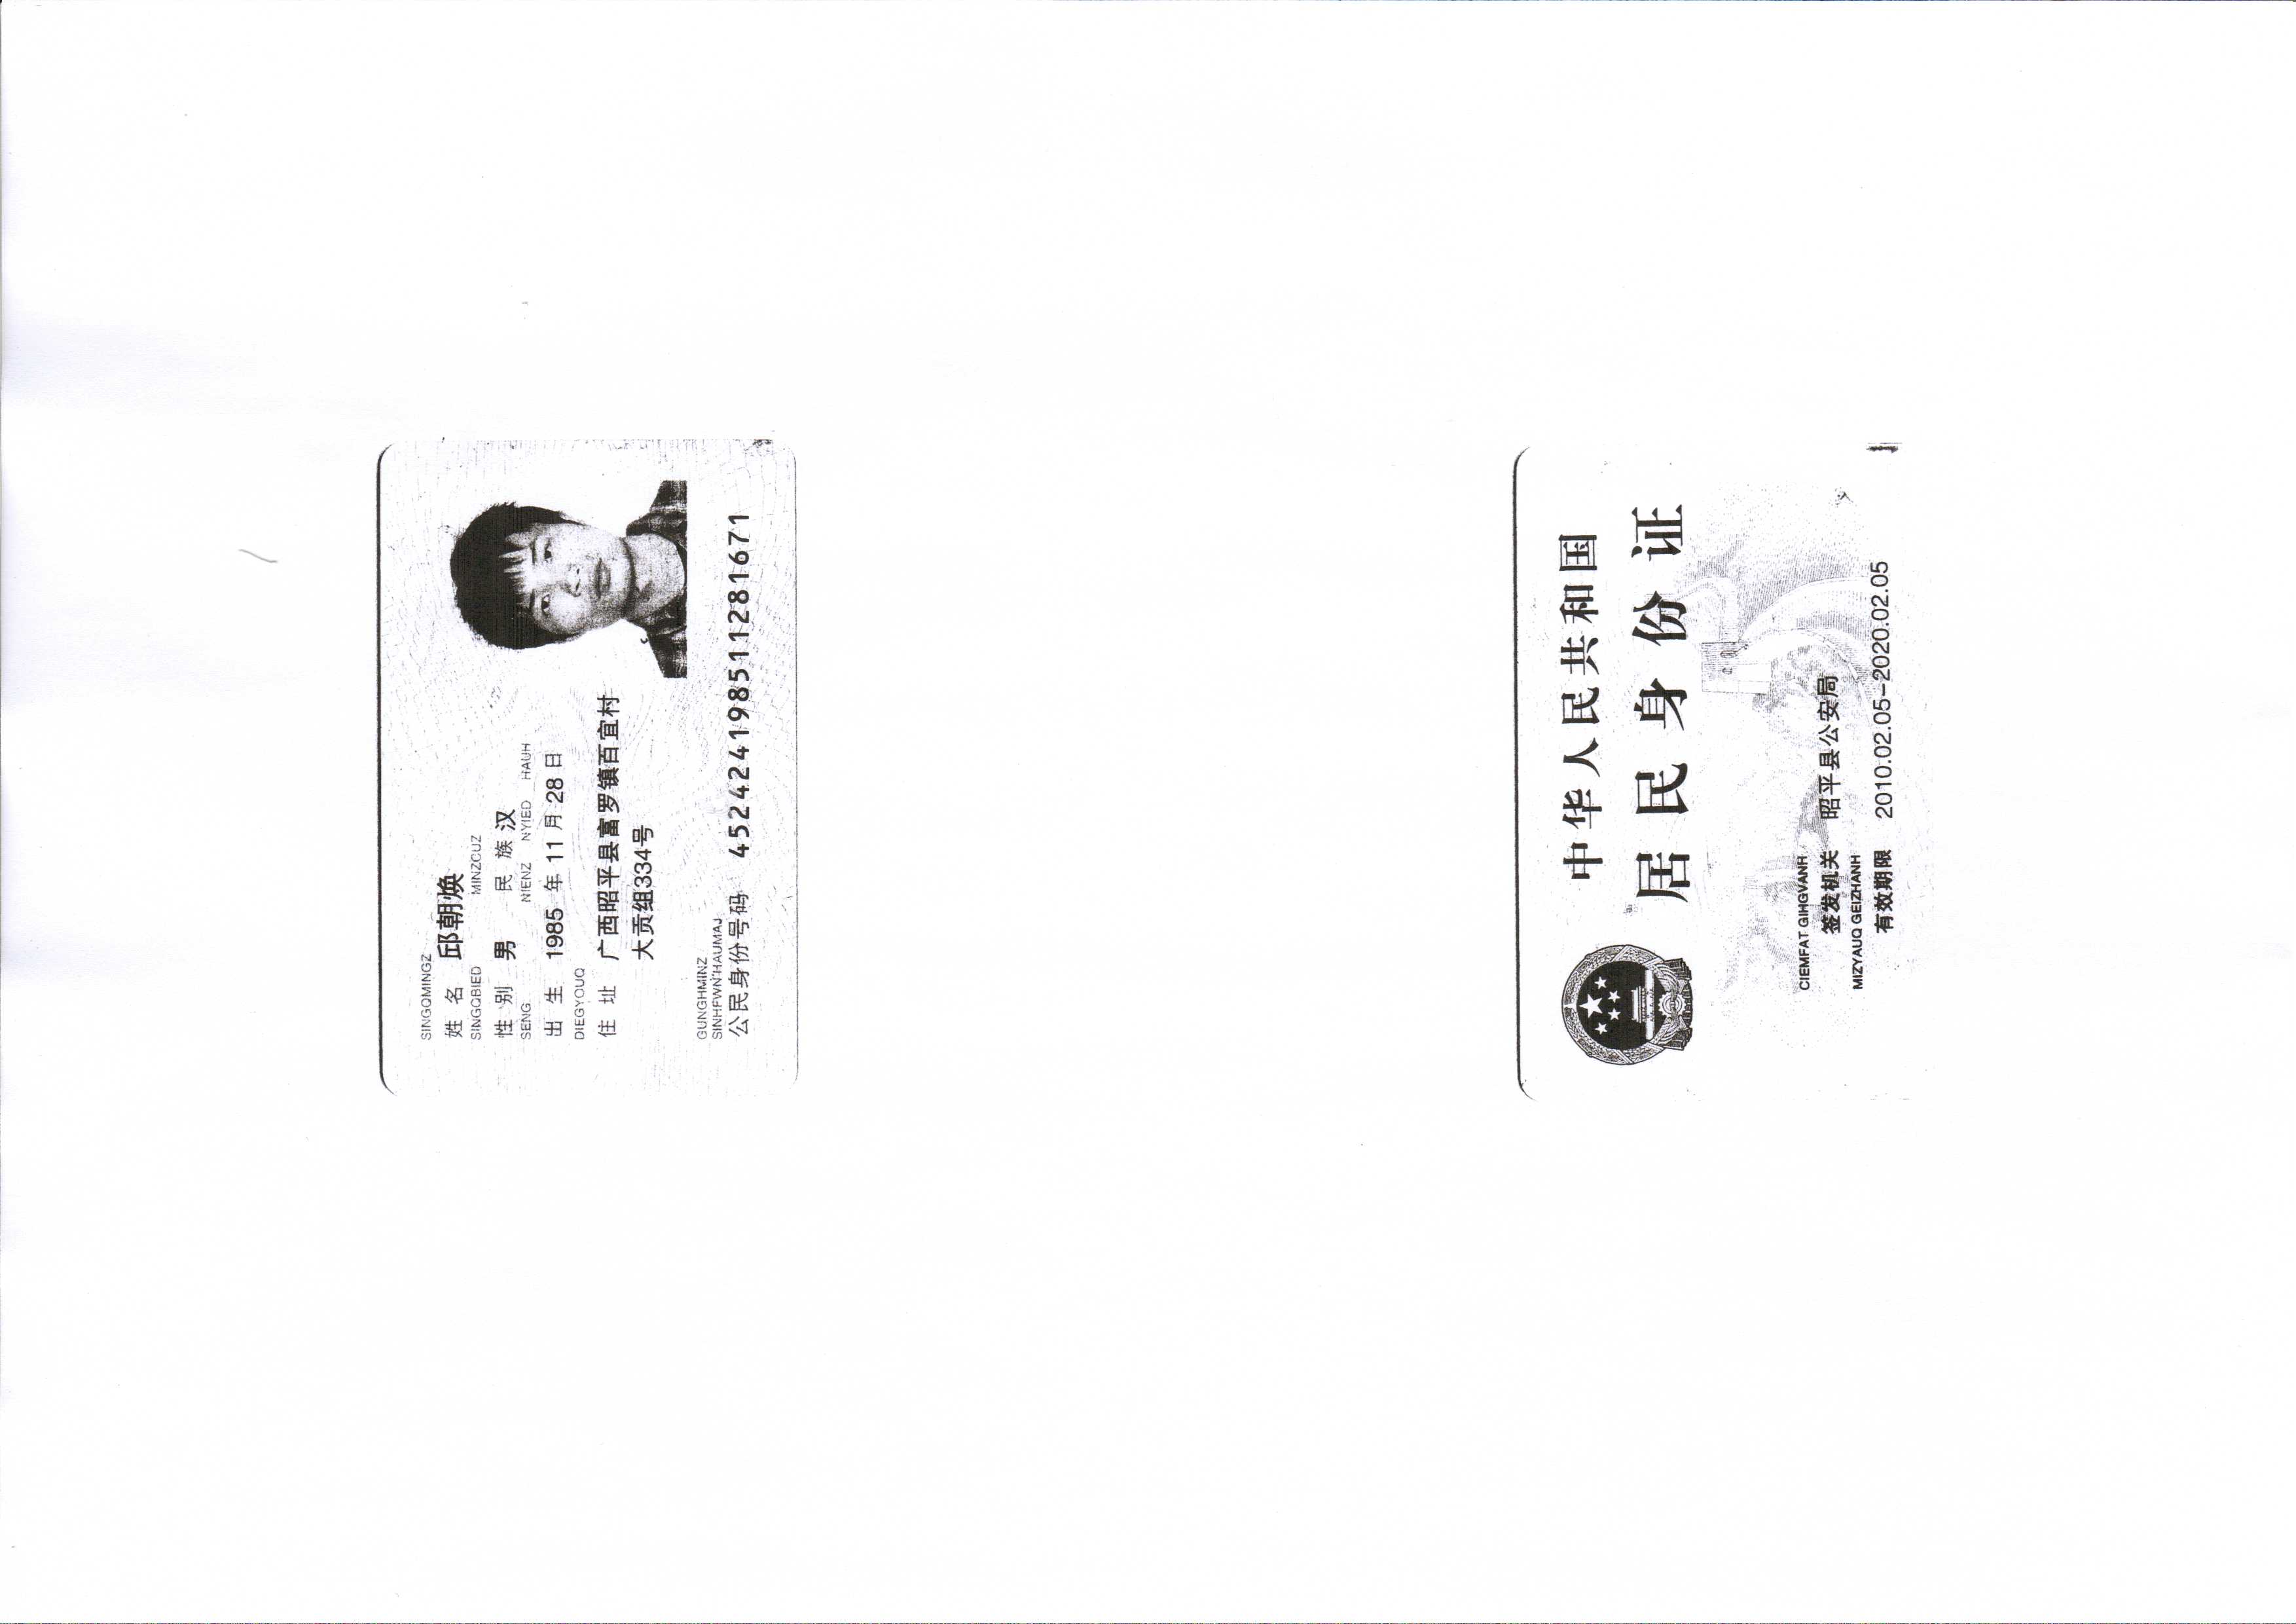 SINGQMINGZ
姓 名 邱朝焕
SINGQBIED MINZCUZ
性 别 男 民 族 汉
SENG NIENZ NYIED HAUH
出 生 1985 年 11 月 28 日
DIEGYOUQ
住 址 广西昭平县富罗镇百宜村
大贡组334号
GUNGHMINZ
SINHFWNHAUMAJ
公民身份号码 452424198511281671
中华人民共和国
居民身份证
CIEMFAT GIHGVANH
签发机关 昭平县公安局
MIZYAUQ GEIZHANH
有效期限 2010.02.05-2020.02.05